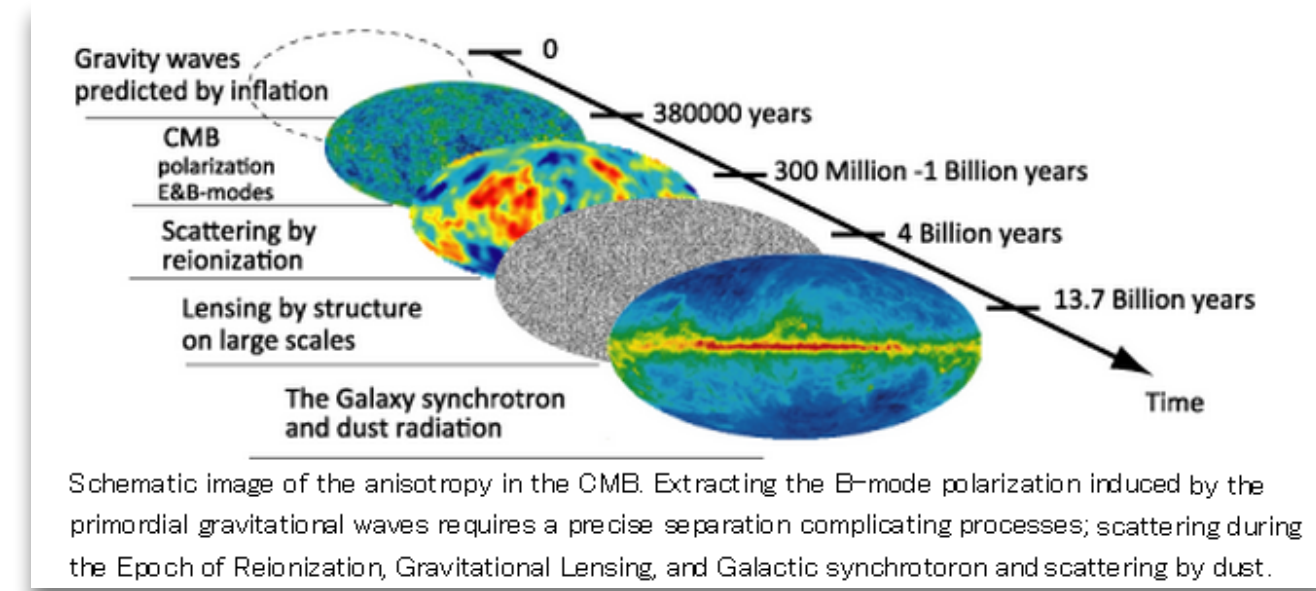 Gravity waves
predicted by inflation
CMB
polarization
E&B-modes
Scattering by
reionization
Lensing by structure
on large scales
The Galaxy synchrotron
and dust radiation
0
380000 years
300 Million -1 Billion years
4 Billion years
13.7 Billion years
Time
Schematic image of the anisotropy in the CMB. Extracting the B-mode polarization induced by the
primordial gravitational waves requires a precise separation complicating processes; scattering during
the Epoch of Reionization, Gravitational Lensing, and Galactic synchrotoron and scattering by dust.